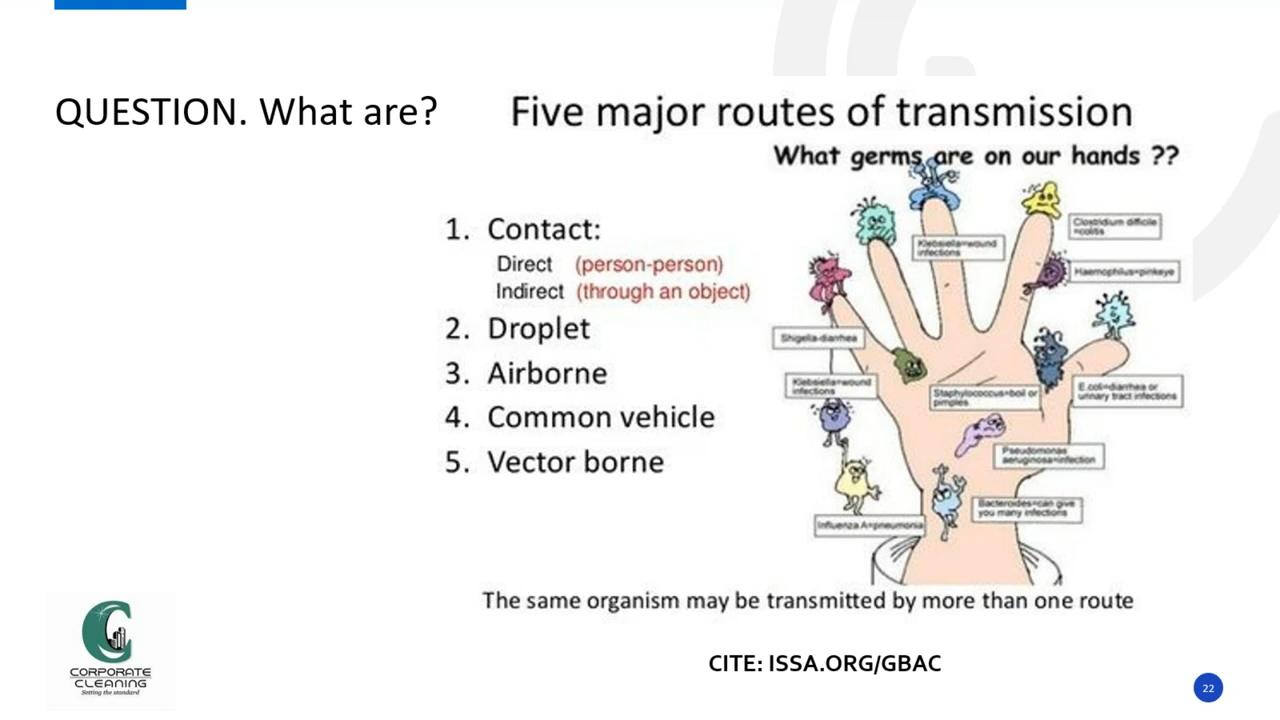 QUESTION. What are?
Five major routes of transmission
What germs are on our hands ??
1. Contact:
Direct (person-person)
Indirect (through an object)
2. Droplet
3. Airborne
4. Common vehicle
5. Vector borne
Clostridium difficile
=colitis
Klebsiella=wound
infections
Haemophilus=pinkeye
Shigella-diarrhea
Klebsiella=wound
infections
Staphylococcus=boil or
pimples
E.coli=diarrhea or
urinary tract infections
Pseudomonas
aeruginosa=infection
Bacteroides=can give
you many infections
Influenza A=pneumonia
The same organism may be transmitted by more than one route
CITE: ISSA.ORG/GBAC
CORPORATE
CLEANING
Setting the standard
22